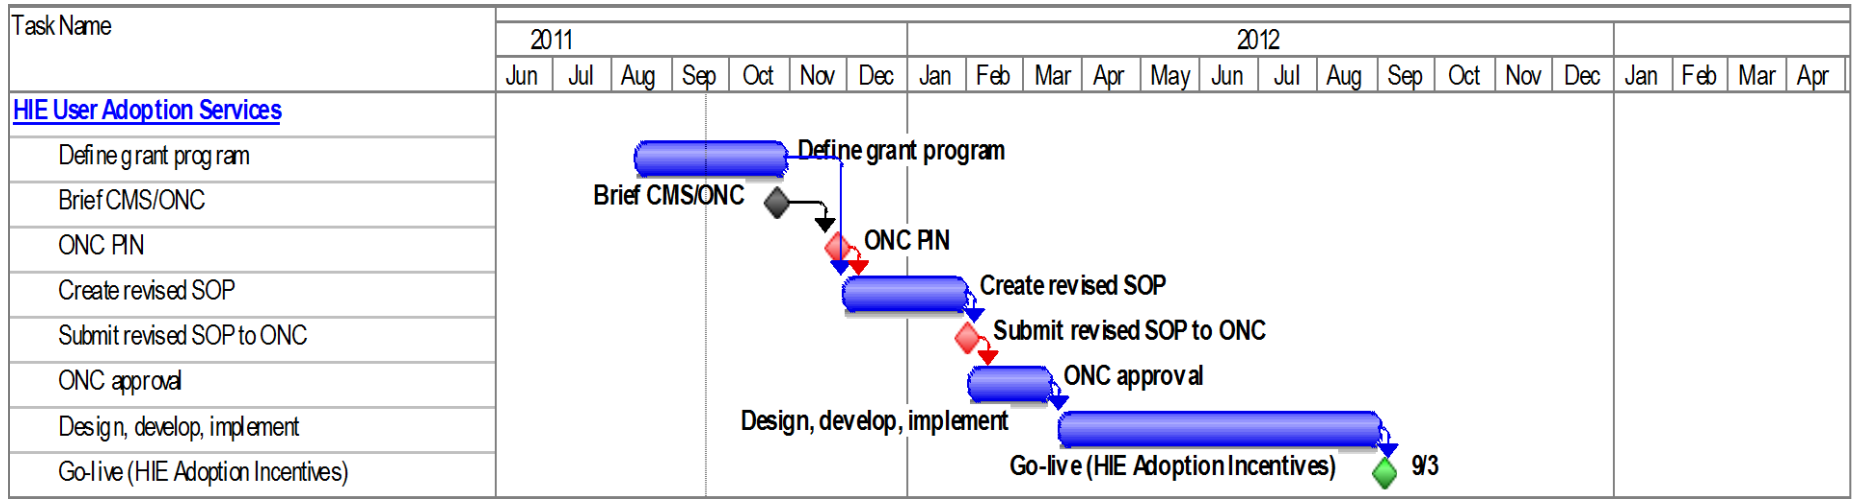 Task Name
2011 2012
Jun Jul Aug Sep Oct Nov Dec Jan Feb Mar Apr May Jun Jul Aug Sep Oct Nov Dec Jan Feb Mar Apr
HIE User Adoption Services
Define grant program Define grant program
Brief CMS/ONC Brief CMS/ONC
ONC PIN ONC PIN
Create revised SOP Create revised SOP
Submit revised SOP to ONC Submit revised SOP to ONC
ONC approval ONC approval
Design, develop, implement Design, develop, implement
Go-live (HIE Adoption Incentives) Go-live (HIE Adoption Incentives) 9/3